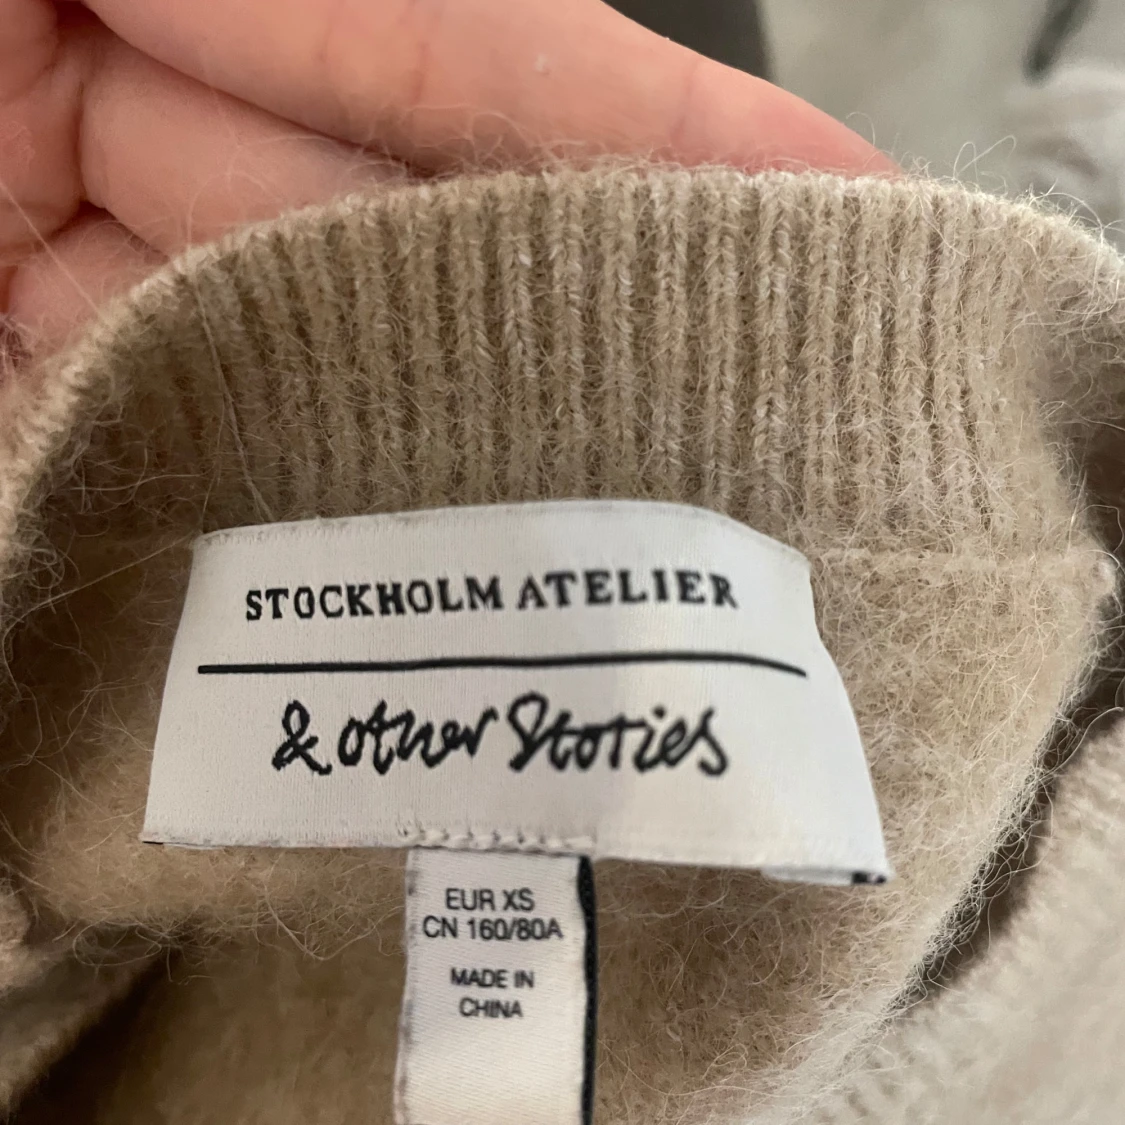 STOCKHOLM ATELIER
& other Stories
EUR XS
CN 160/80A
MADE IN
CHINA